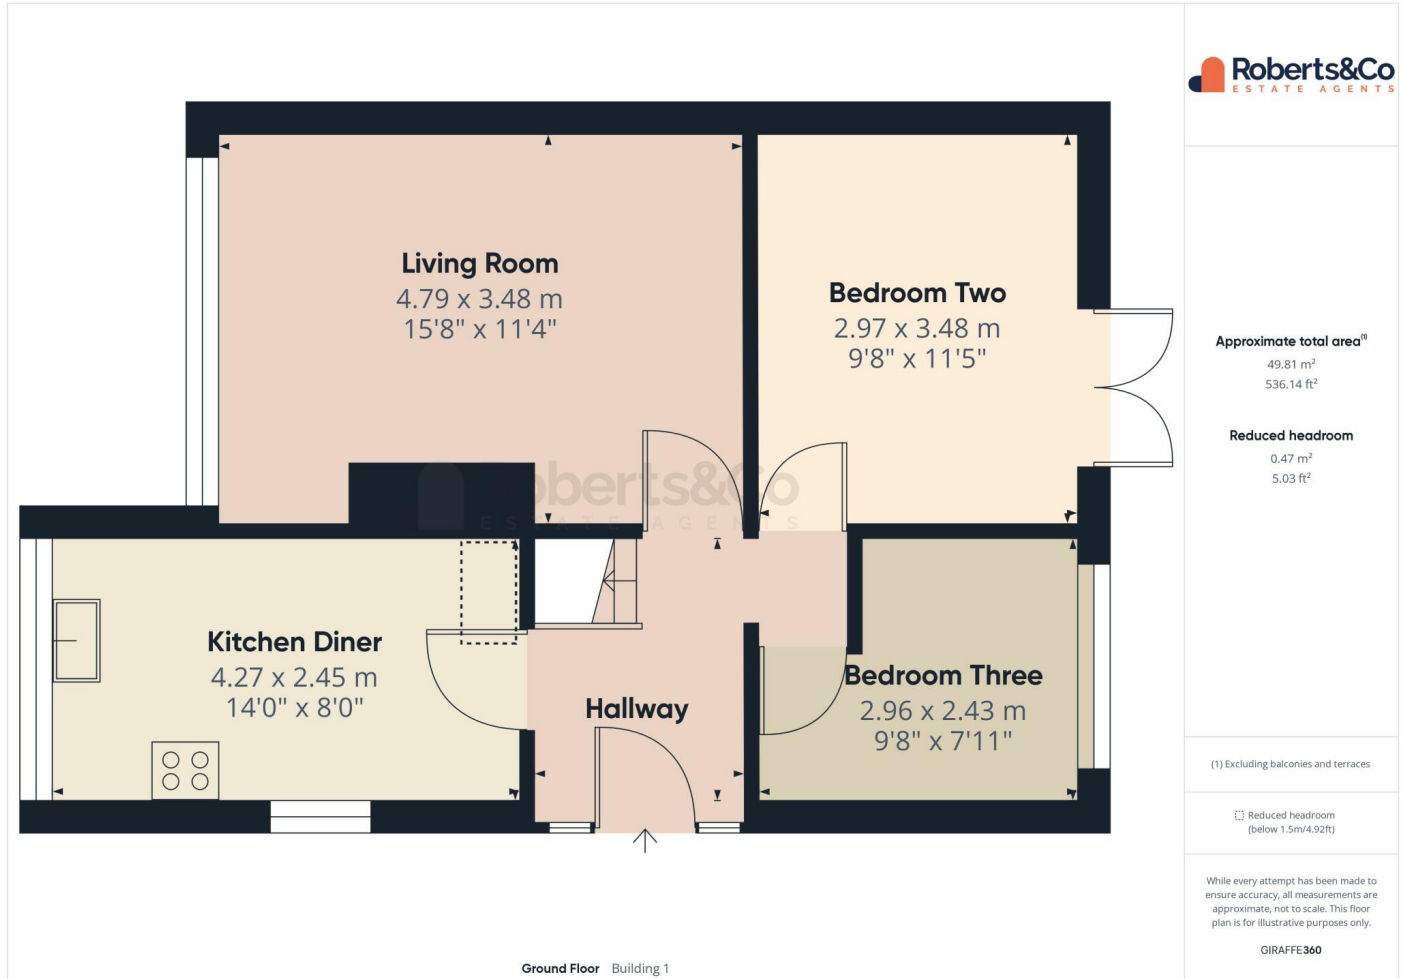 Roberts&Co
ESTATE AGENTS
Living Room
4.79 x 3.48 m
15'8" x 11'4"
Bedroom Two
2.97 x 3.48 m
9'8" x 11'5"
Roberts&Co
ESTATE AGENTS
Kitchen Diner
4.27 x 2.45 m
14'0" x 8'0"
Hallway
Bedroom Three
2.96 x 2.43 m
9'8" x 7'11"
Ground Floor Building 1
Approximate total area(1)
49.81 m²
536.14 ft²
Reduced headroom
0.47 m²
5.03 ft²
(1) Excluding balconies and terraces
Reduced headroom
(below 1.5m/4.92ft)
While every attempt has been made to
ensure accuracy, all measurements are
approximate, not to scale. This floor
plan is for illustrative purposes only.
GIRAFFE360